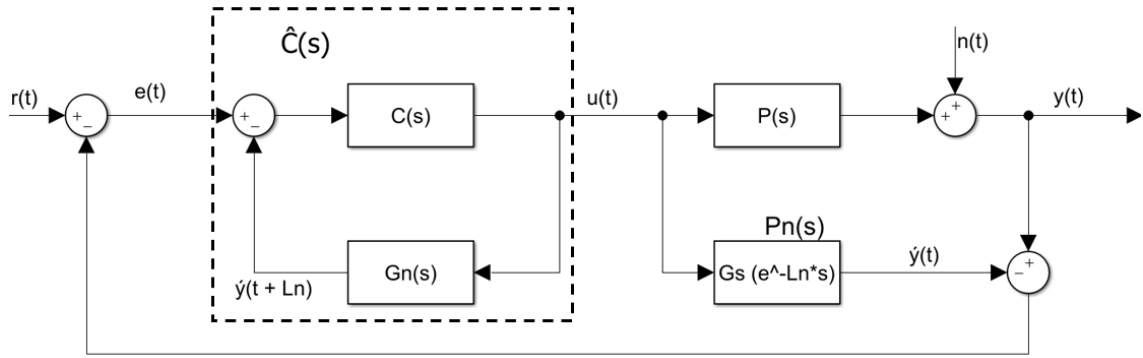 Ĉ(s)
n(t)
r(t)
e(t)
u(t)
y(t)
+
−
+
−
C(s)
P(s)
+
+
Pn(s)
Gn(s)
Gs (e^-Ln*s)
ý(t)
−
+
ý(t + Ln)